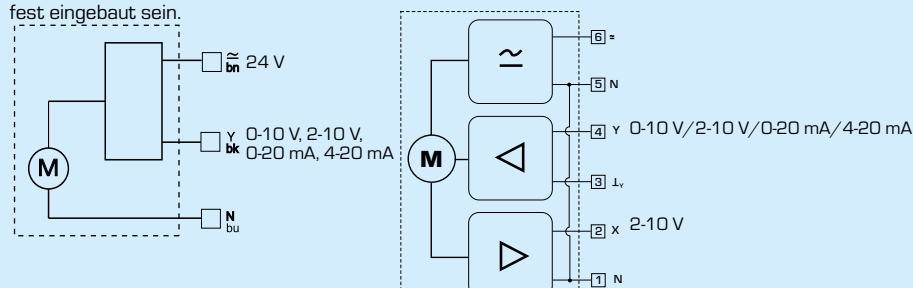 fest eingebaut sein.
≃
bn 24 V
Y
bk 0-10 V, 2-10 V,
0-20 mA, 4-20 mA
M
N
bu
≃
6 ≃
5 N
4 Y 0-10 V/2-10 V/0-20 mA/4-20 mA
M
3 ⊥Y
2 X 2-10 V
1 N